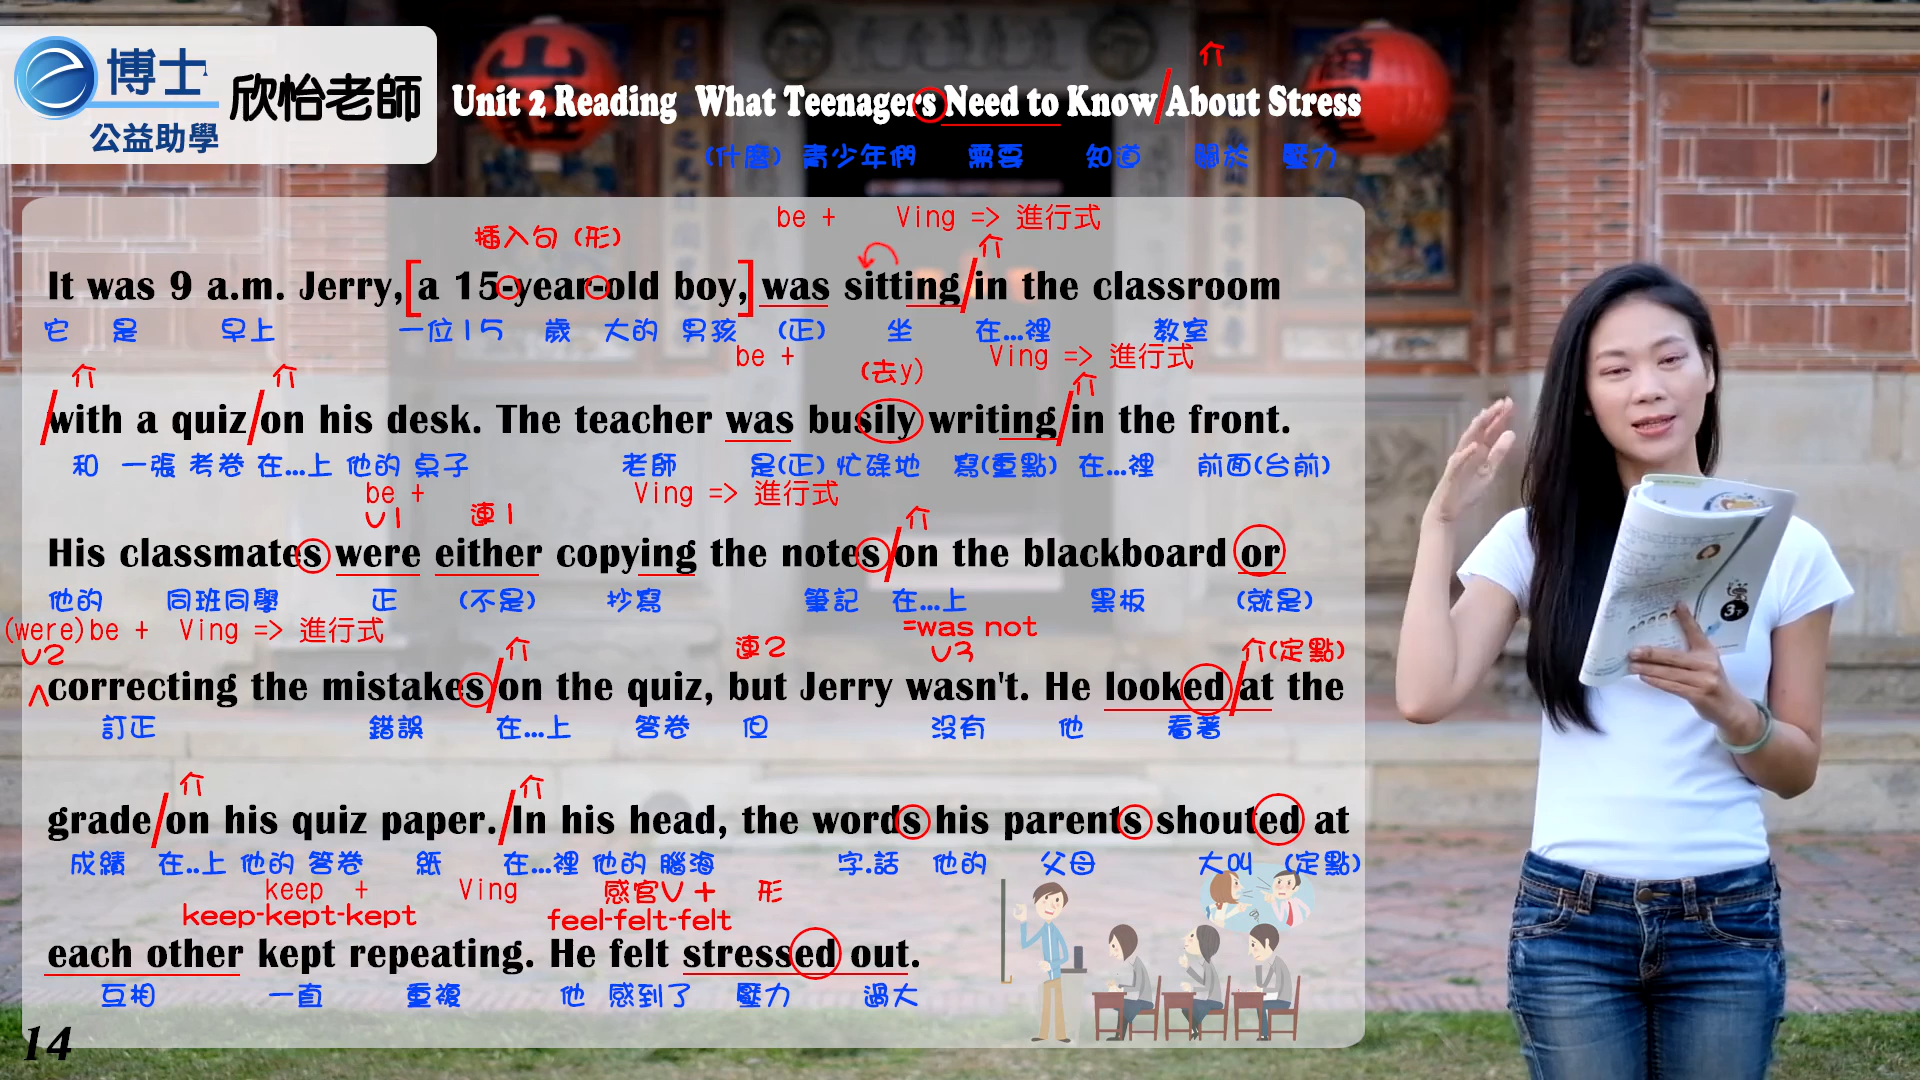 博士
公益助學
欣怡老師
山
Unit 2 Reading What Teenagers Need to Know/About Stress
介
(什麼) 青少年們 需要 知道 關於 壓力
be + Ving => 進行式
插入句 (形)
介
It was 9 a.m. Jerry,[a 15-year-old boy,] was sitting/in the classroom
它 是 早上 一位15 歲 大的 男孩 (正) 坐 在...裡 教室
be + Ving => 進行式
介 介 (去y) 介
/with a quiz/on his desk. The teacher was busily writing/in the front.
和 一張 考卷 在...上 他的 桌子 老師 是(正) 忙碌地 寫(重點) 在...裡 前面(台前)
be + Ving => 進行式
V1 連1 介
His classmates were either copying the notes/on the blackboard or
他的 同班同學 正 (不是) 抄寫 筆記 在...上 黑板 (就是)
(were)be + Ving => 進行式
=was not
V2 介 連2 V3 介(定點)
^correcting the mistakes/on the quiz, but Jerry wasn't. He looked/at the
訂正 錯誤 在...上 答卷 但 沒有 他 看著
介 介
grade/on his quiz paper./In his head, the words his parents shouted at
成績 在..上 他的 答卷 紙 在...裡 他的 腦海 字.話 他的 父母 大叫 (定點)
keep + Ving 感官V + 形
keep-kept-kept feel-felt-felt
each other kept repeating. He felt stressed out.
互相 一直 重複 他 感到了 壓力 過大
14
3下